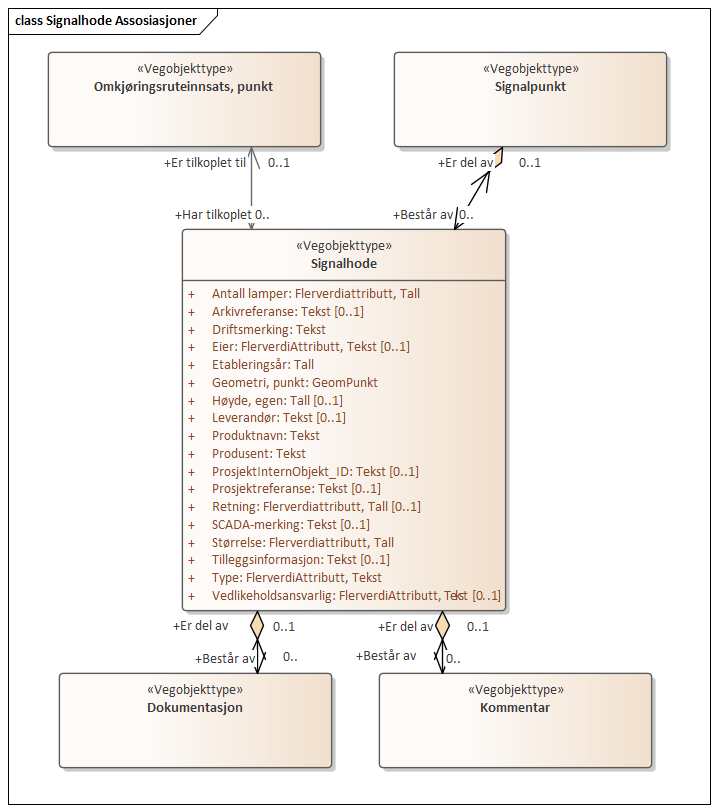 class Signalhode Assosiasjoner
«Vegobjekttype»
Omkjøringsruteinnsats, punkt
«Vegobjekttype»
Signalpunkt
+Er tilkoplet til 0..1
+Er del av 0..1
+Har tilkoplet 0..
+Består av 0..
«Vegobjekttype»
Signalhode
+ Antall lamper: Flerverdiattributt, Tall
+ Arkivreferanse: Tekst [0..1]
+ Driftsmerking: Tekst
+ Eier: FlerverdiAttributt, Tekst [0..1]
+ Etableringsår: Tall
+ Geometri, punkt: GeomPunkt
+ Høyde, egen: Tall [0..1]
+ Leverandør: Tekst [0..1]
+ Produktnavn: Tekst
+ Produsent: Tekst
+ ProsjektInternObjekt_ID: Tekst [0..1]
+ Prosjektreferanse: Tekst [0..1]
+ Retning: Flerverdiattributt, Tall [0..1]
+ SCADA-merking: Tekst [0..1]
+ Størrelse: Flerverdiattributt, Tall
+ Tilleggsinformasjon: Tekst [0..1]
+ Type: FlerverdiAttributt, Tekst
+ Vedlikeholdsansvarlig: FlerverdiAttributt, Tekst [0..1]
+Er del av 0..1
+Er del av 0..1
+Består av 0..
+Består av 0..
«Vegobjekttype»
Dokumentasjon
«Vegobjekttype»
Kommentar